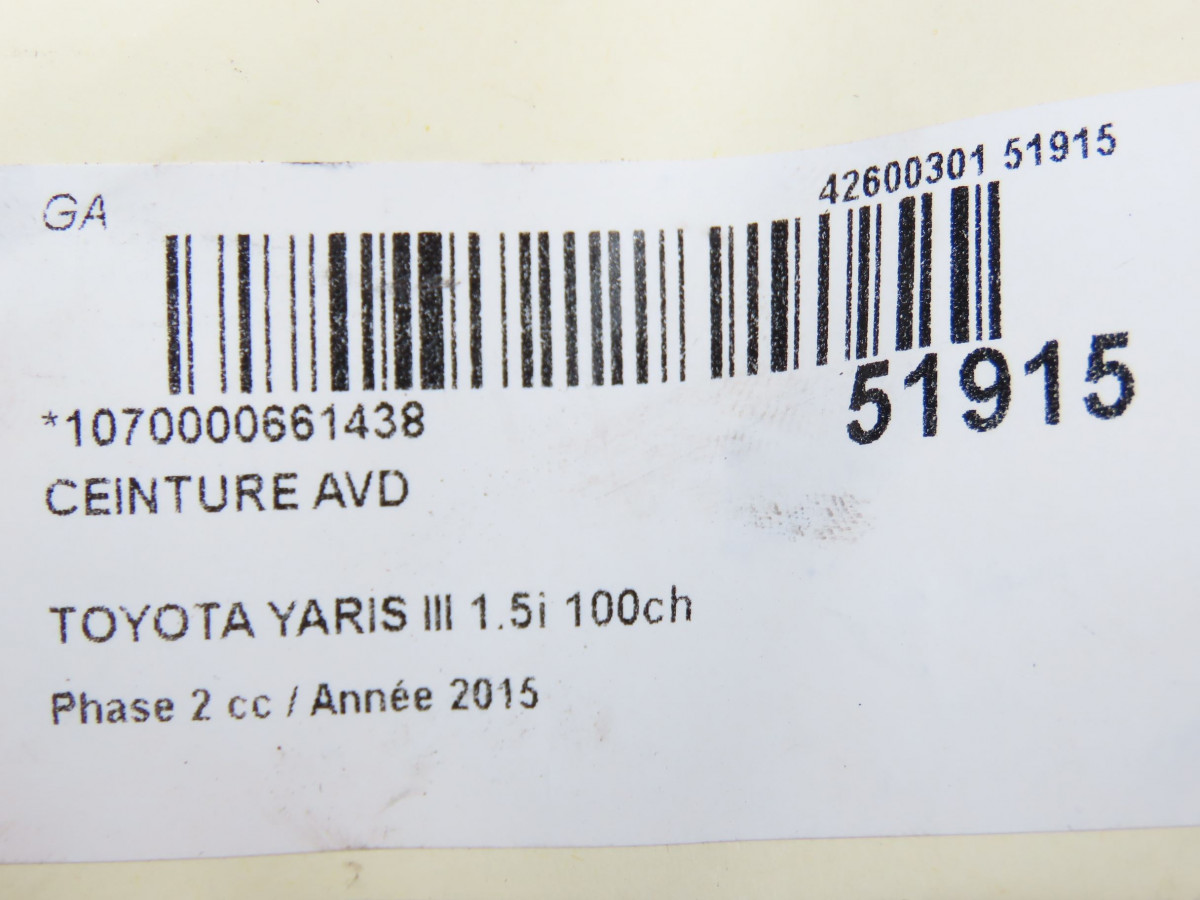 GA
42600301 51915
51915
*1070000661438
CEINTURE AVD
TOYOTA YARIS III 1.5i 100ch
Phase 2 cc / Année 2015